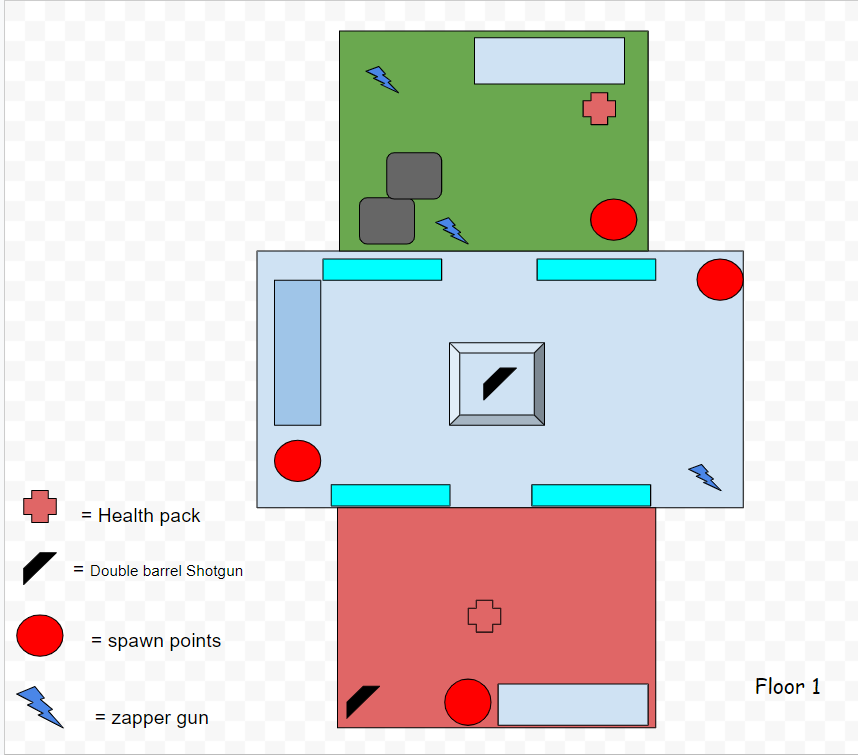 = Health pack
= Double barrel Shotgun
= spawn points
= zapper gun
Floor 1